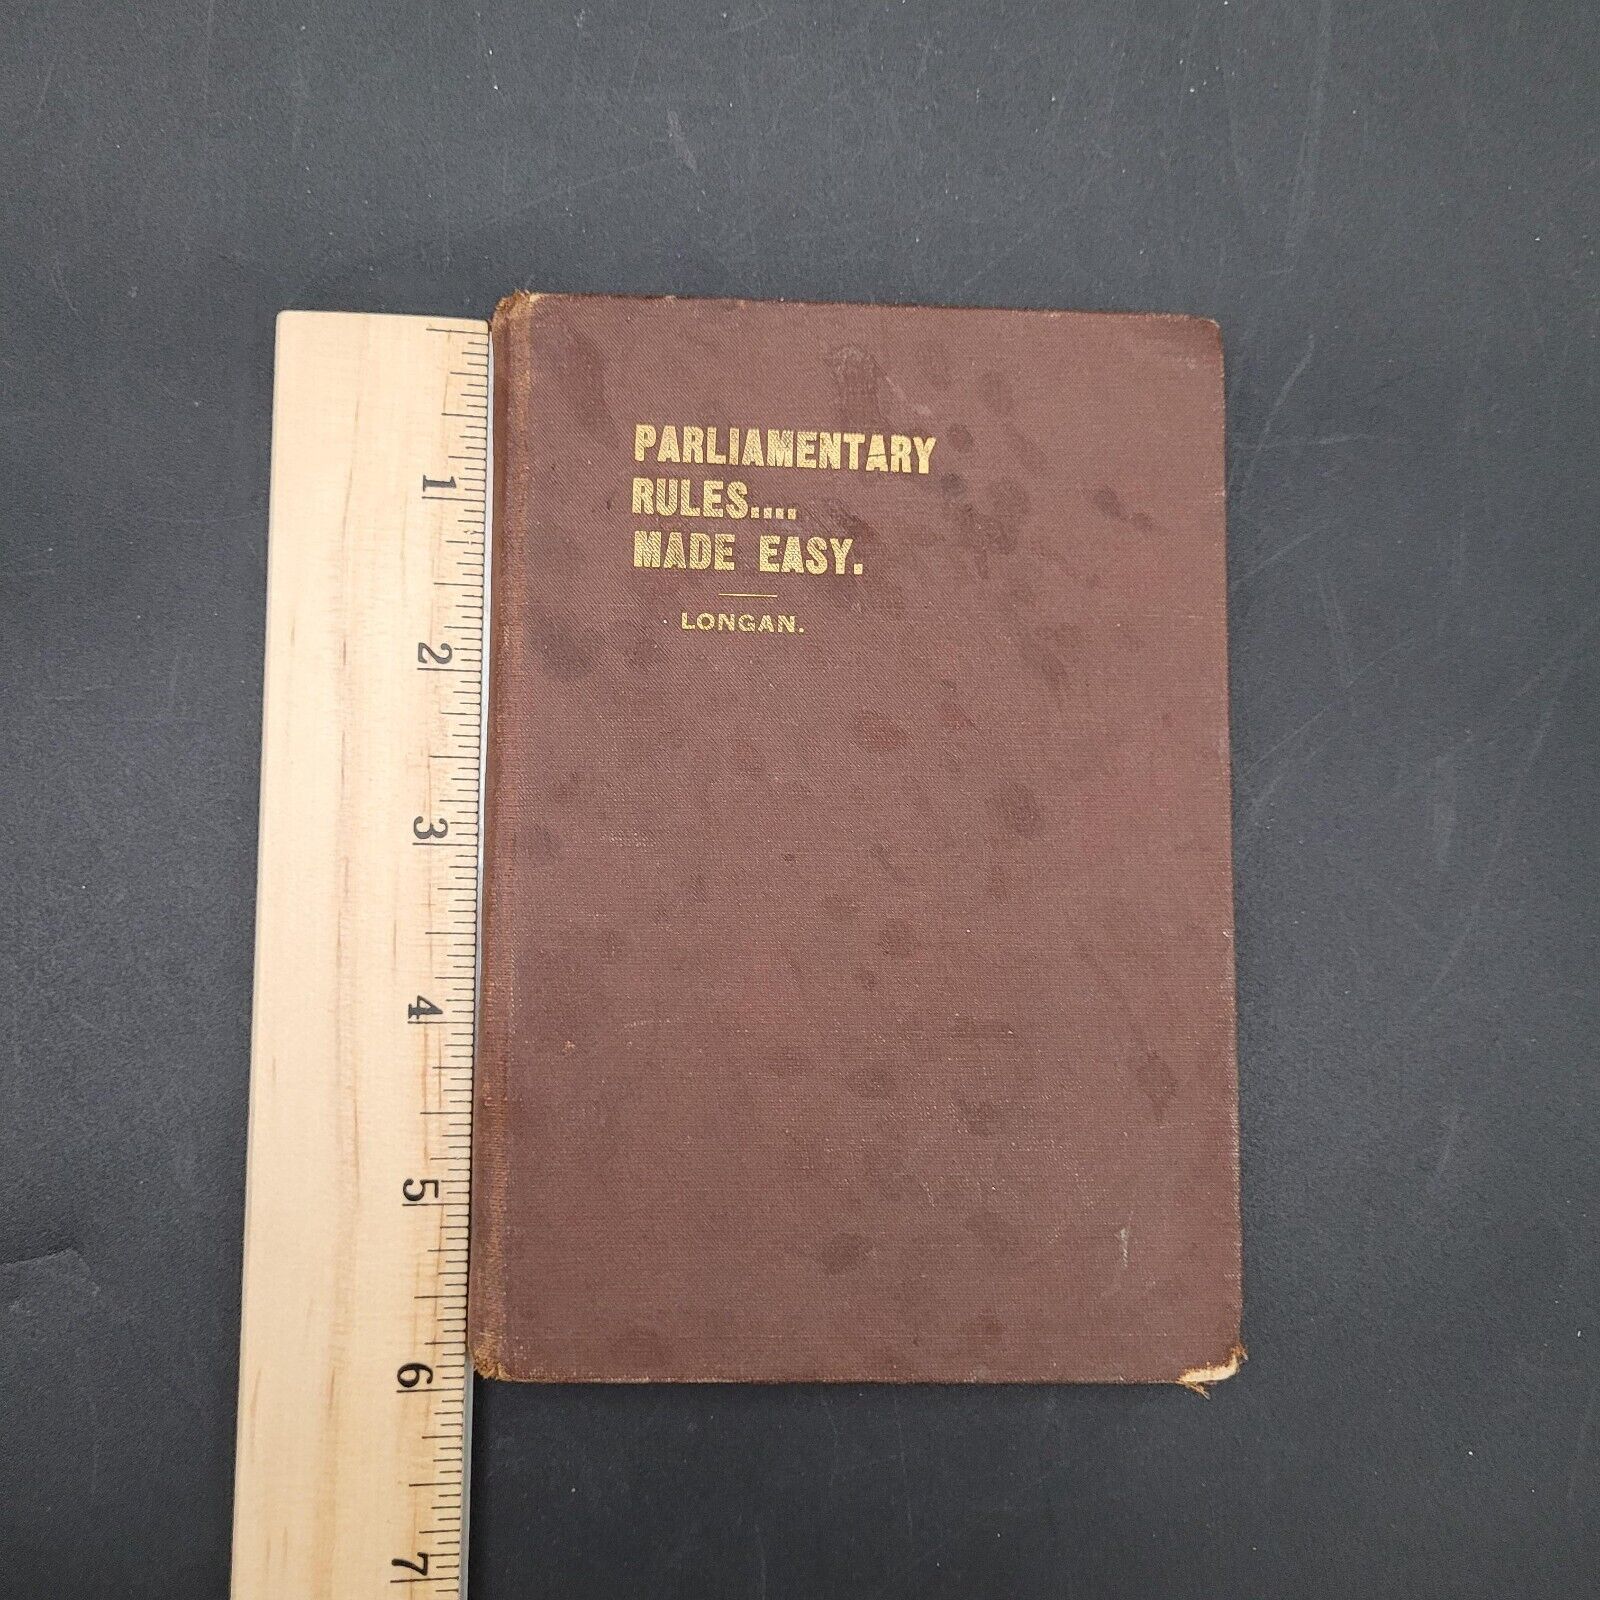 PARLIAMENTARY
RULES....
MADE EASY.
LONGAN.
1
2
3
4
5
6
7